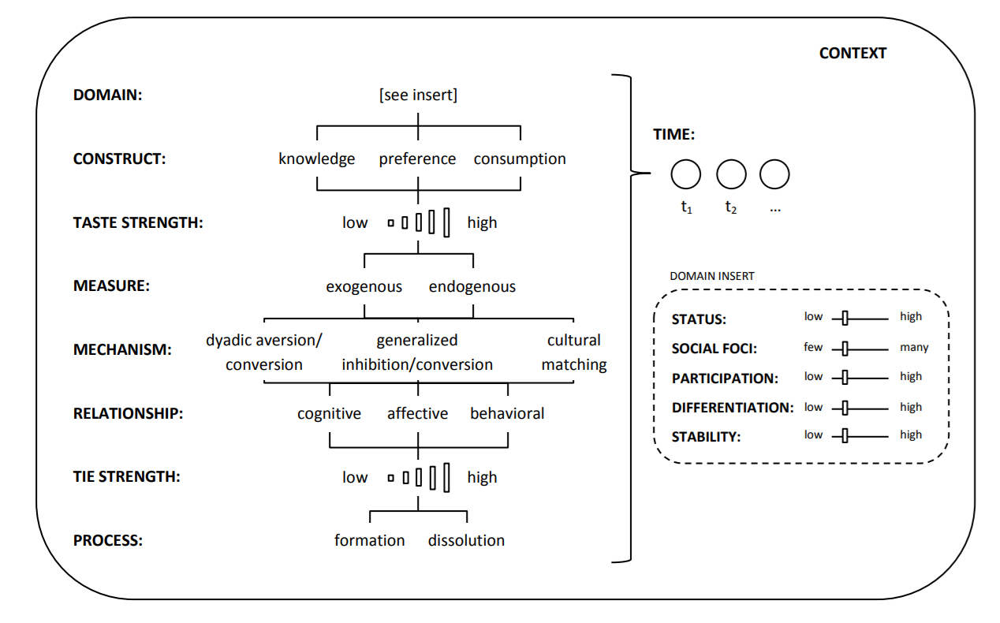 CONTEXT
DOMAIN: [see insert]
CONSTRUCT: knowledge preference consumption
TASTE STRENGTH: low high
MEASURE: exogenous endogenous
MECHANISM: dyadic aversion/ conversion generalized inhibition/conversion cultural matching
RELATIONSHIP: cognitive affective behavioral
TIE STRENGTH: low high
PROCESS: formation dissolution
TIME:
t1 t2 ...
DOMAIN INSERT
STATUS: low high
SOCIAL FOCI: few many
PARTICIPATION: low high
DIFFERENTIATION: low high
STABILITY: low high